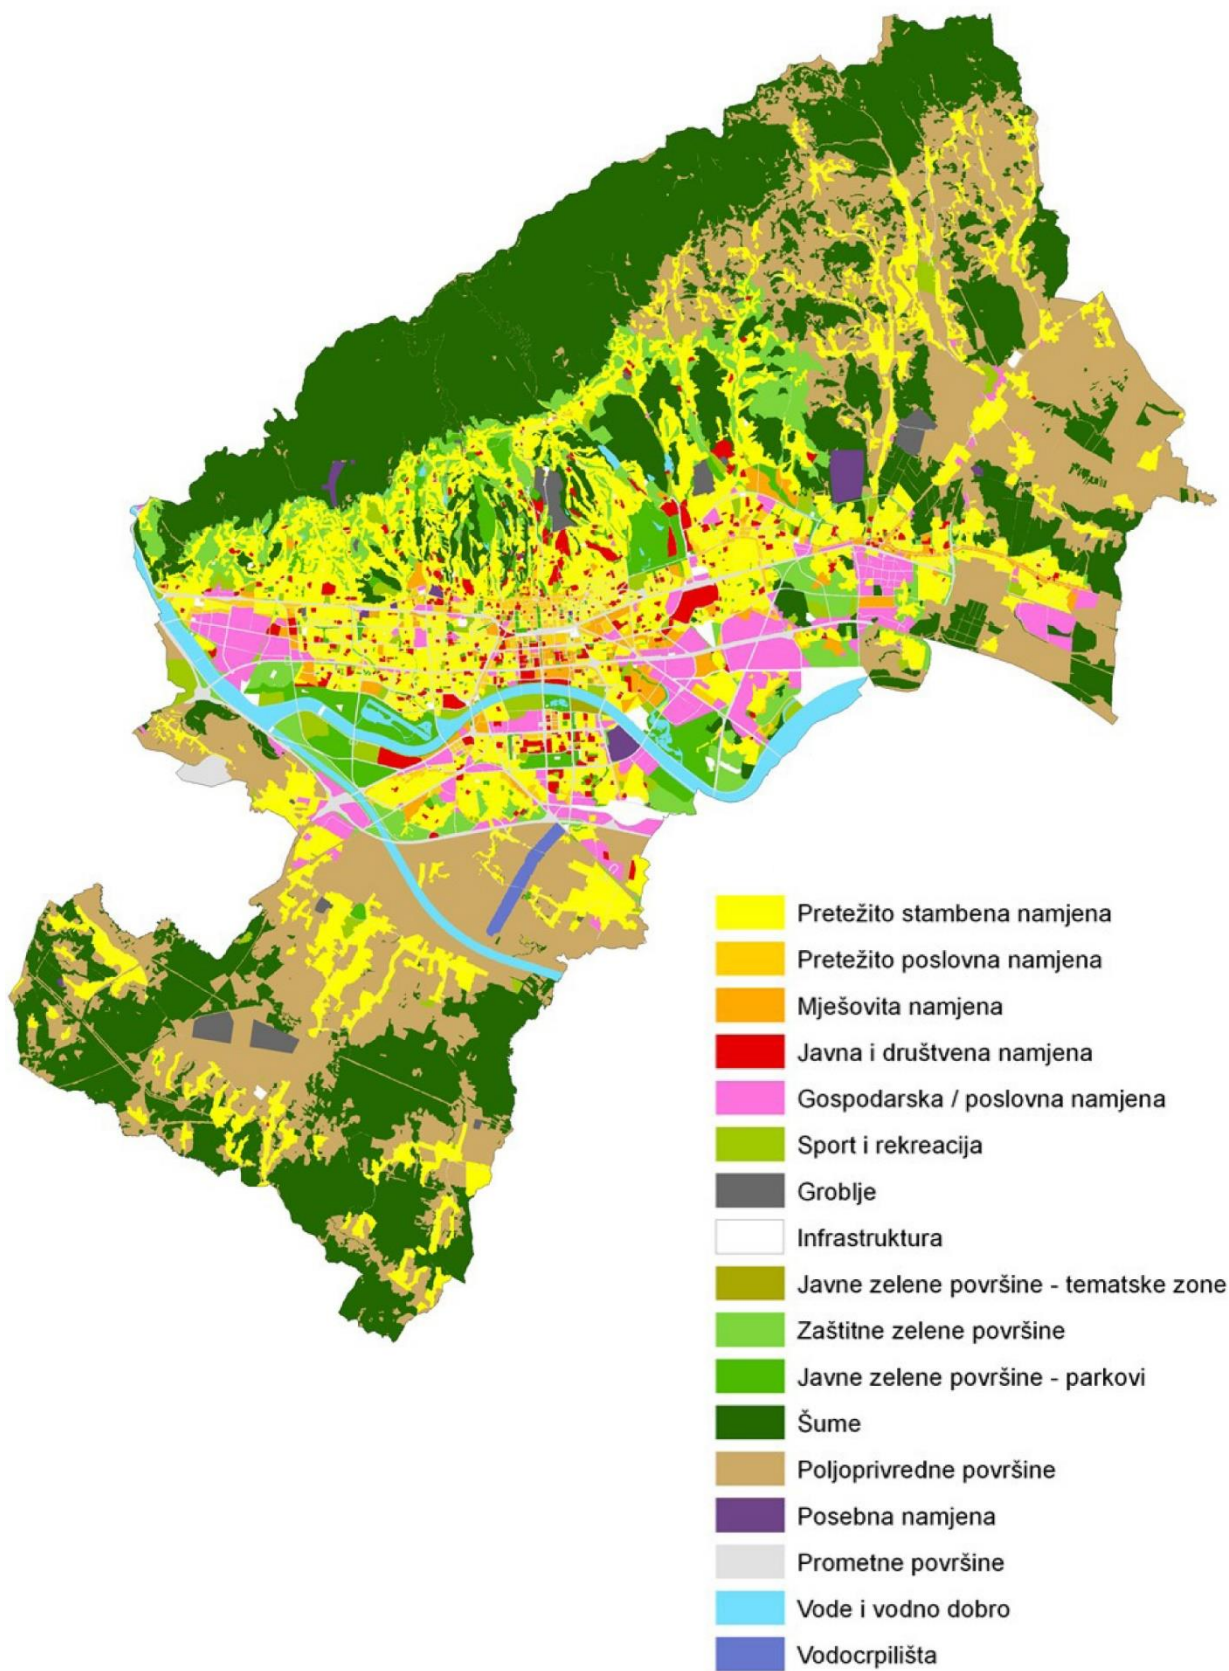 Pretežito stambena namjena
Pretežito poslovna namjena
Mješovita namjena
Javna i društvena namjena
Gospodarska / poslovna namjena
Sport i rekreacija
Groblje
Infrastruktura
Javne zelene površine - tematske zone
Zaštitne zelene površine
Javne zelene površine - parkovi
Šume
Poljoprivredne površine
Posebna namjena
Prometne površine
Vode i vodno dobro
Vodocrpilišta